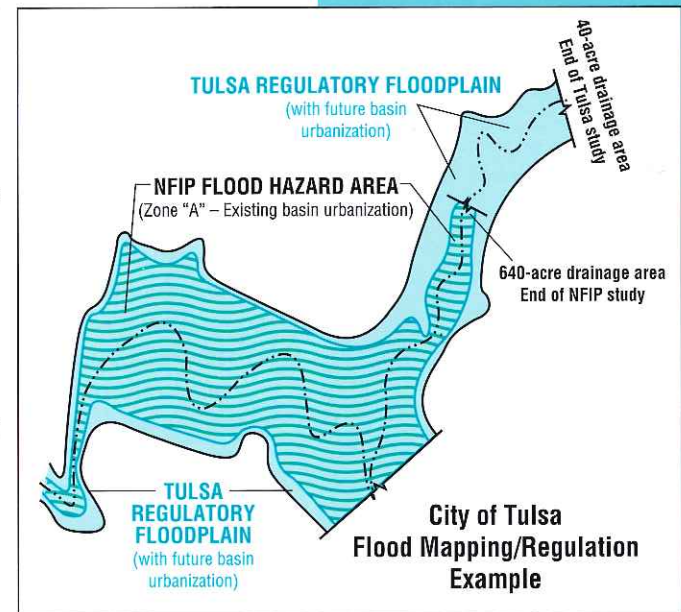 40-acre drainage area
End of Tulsa study
TULSA REGULATORY FLOODPLAIN
(with future basin
urbanization)
NFIP FLOOD HAZARD AREA
(Zone "A" – Existing basin urbanization)
640-acre drainage area
End of NFIP study
TULSA
REGULATORY
FLOODPLAIN
(with future basin
urbanization)
City of Tulsa
Flood Mapping/Regulation
Example